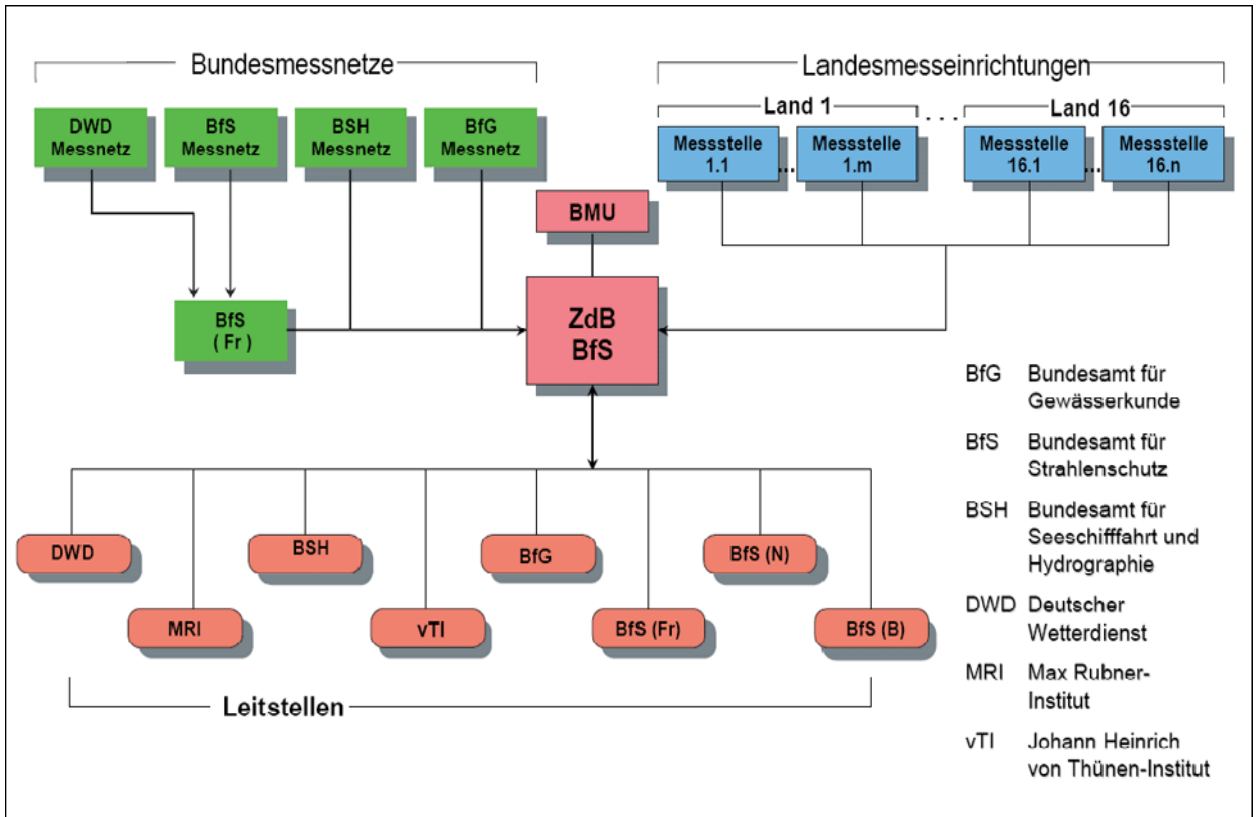 Bundesmessnetze
Landesmesseinrichtungen
Land 1
. . .
Land 16
DWD
Messnetz
BfS
Messnetz
BSH
Messnetz
BfG
Messnetz
Messstelle
1.1
...
Messstelle
1.m
Messstelle
16.1
...
Messstelle
16.n
BMU
BfS
( Fr )
ZdB
BfS
DWD
MRI
BSH
vTI
BfG
BfS (Fr)
BfS (N)
BfS (B)
Leitstellen
BfG Bundesamt für
Gewässerkunde
BfS Bundesamt für
Strahlenschutz
BSH Bundesamt für
Seeschifffahrt und
Hydrographie
DWD Deutscher
Wetterdienst
MRI Max Rubner-
Institut
vTI Johann Heinrich
von Thünen-Institut